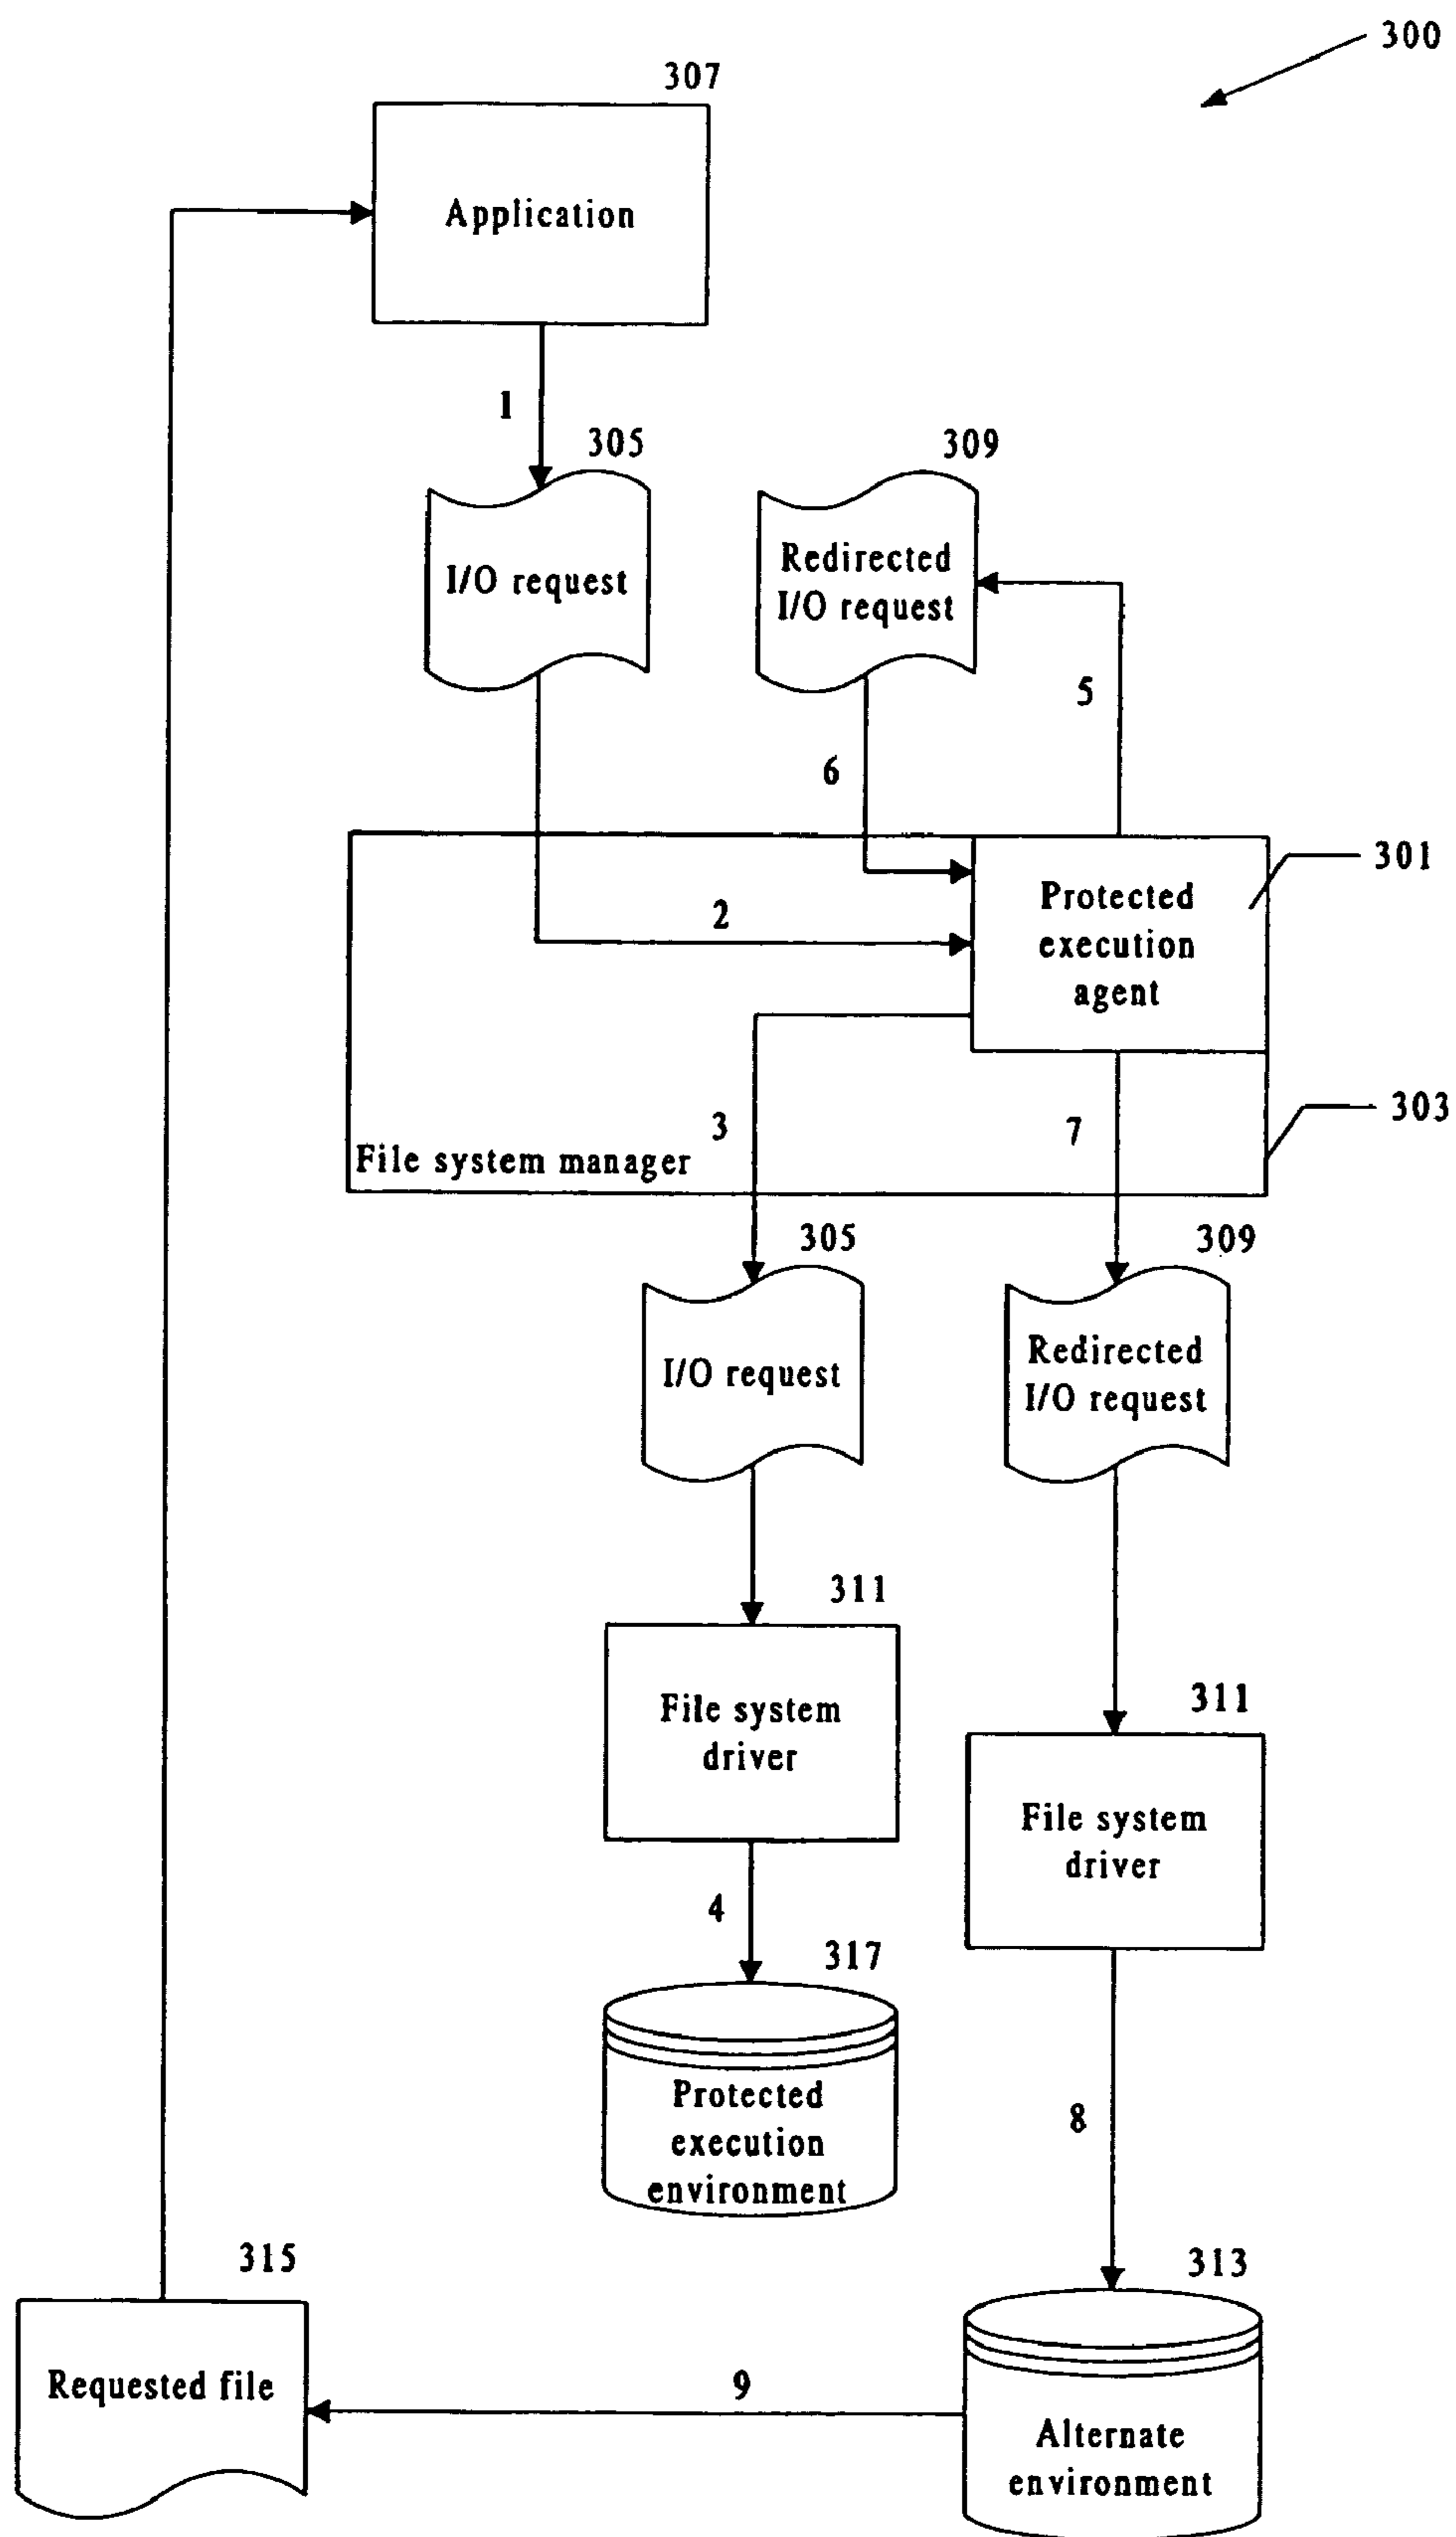 300
307
Application
1
305
309
I/O request
Redirected
I/O request
5
6
301
Protected
execution
agent
2
303
3
7
File system manager
305
309
I/O request
Redirected
I/O request
311
File system
driver
311
File system
driver
4
317
Protected
execution
environment
8
315
313
Requested file
9
Alternate
environment